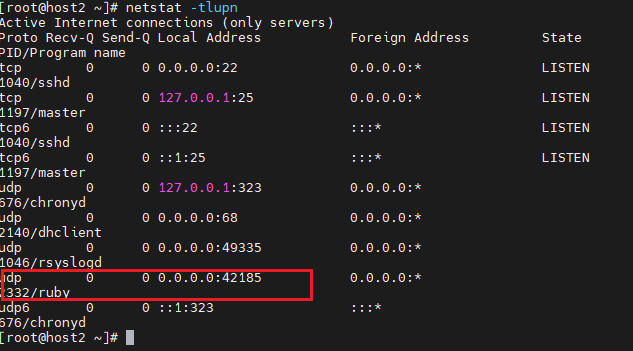 [root@host2 ~]# netstat -tlupn
Active Internet connections (only servers)
Proto Recv-Q Send-Q Local Address           Foreign Address         State
PID/Program name
tcp        0      0 0.0.0.0:22              0.0.0.0:*               LISTEN
1040/sshd
tcp        0      0 127.0.0.1:25            0.0.0.0:*               LISTEN
1197/master
tcp6       0      0 :::22                   :::*                    LISTEN
1040/sshd
tcp6       0      0 ::1:25                  :::*                    LISTEN
1197/master
udp        0      0 127.0.0.1:323           0.0.0.0:*
676/chronyd
udp        0      0 0.0.0.0:68              0.0.0.0:*
2140/dhclient
udp        0      0 0.0.0.0:49335           0.0.0.0:*
1046/rsyslogd
udp        0      0 0.0.0.0:42185           0.0.0.0:*
2332/ruby
udp6       0      0 ::1:323                 :::*
676/chronyd
[root@host2 ~]#